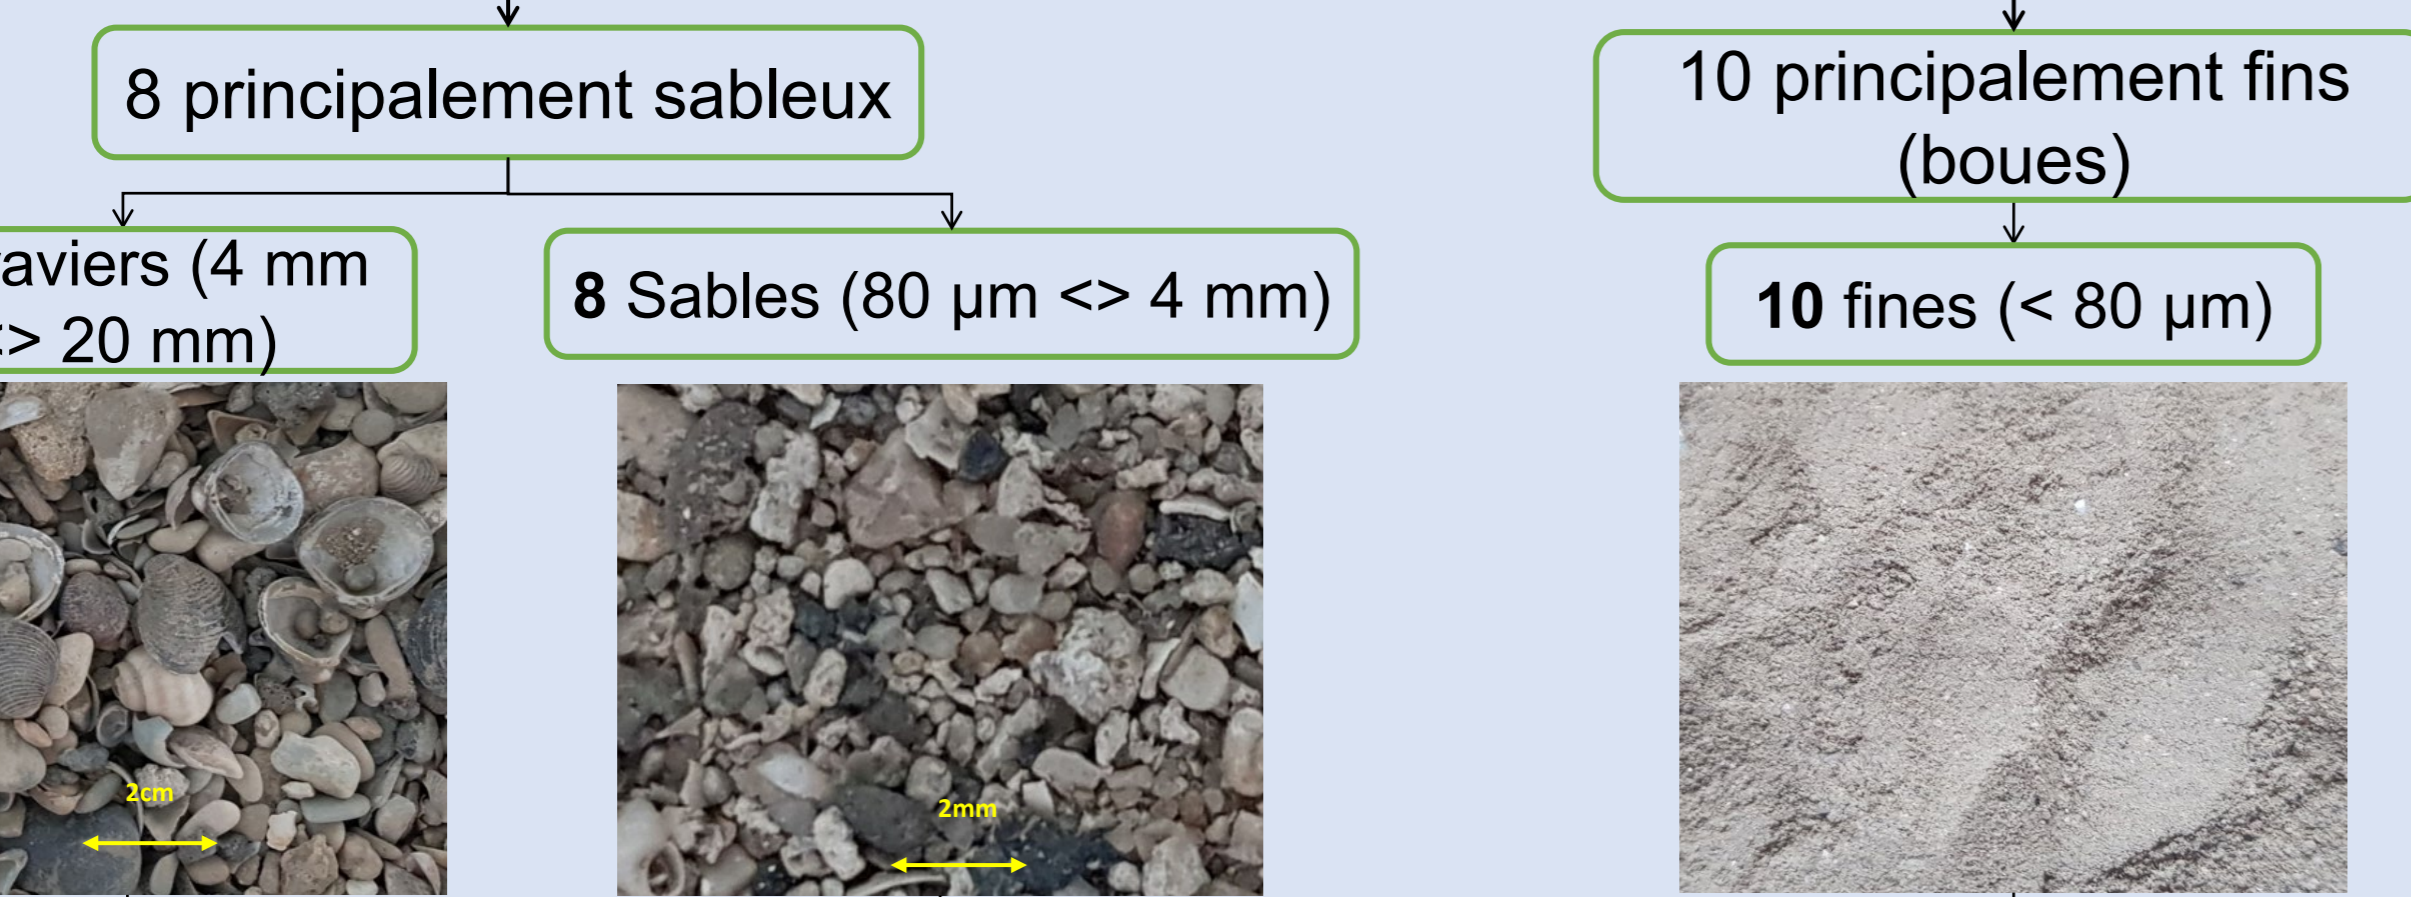 8 principalement sableux
10 principalement fins
(boues)
(4 mm
> 20 mm)
8 Sables (80 µm <> 4 mm)
10 fines (< 80 µm)
2cm
2mm